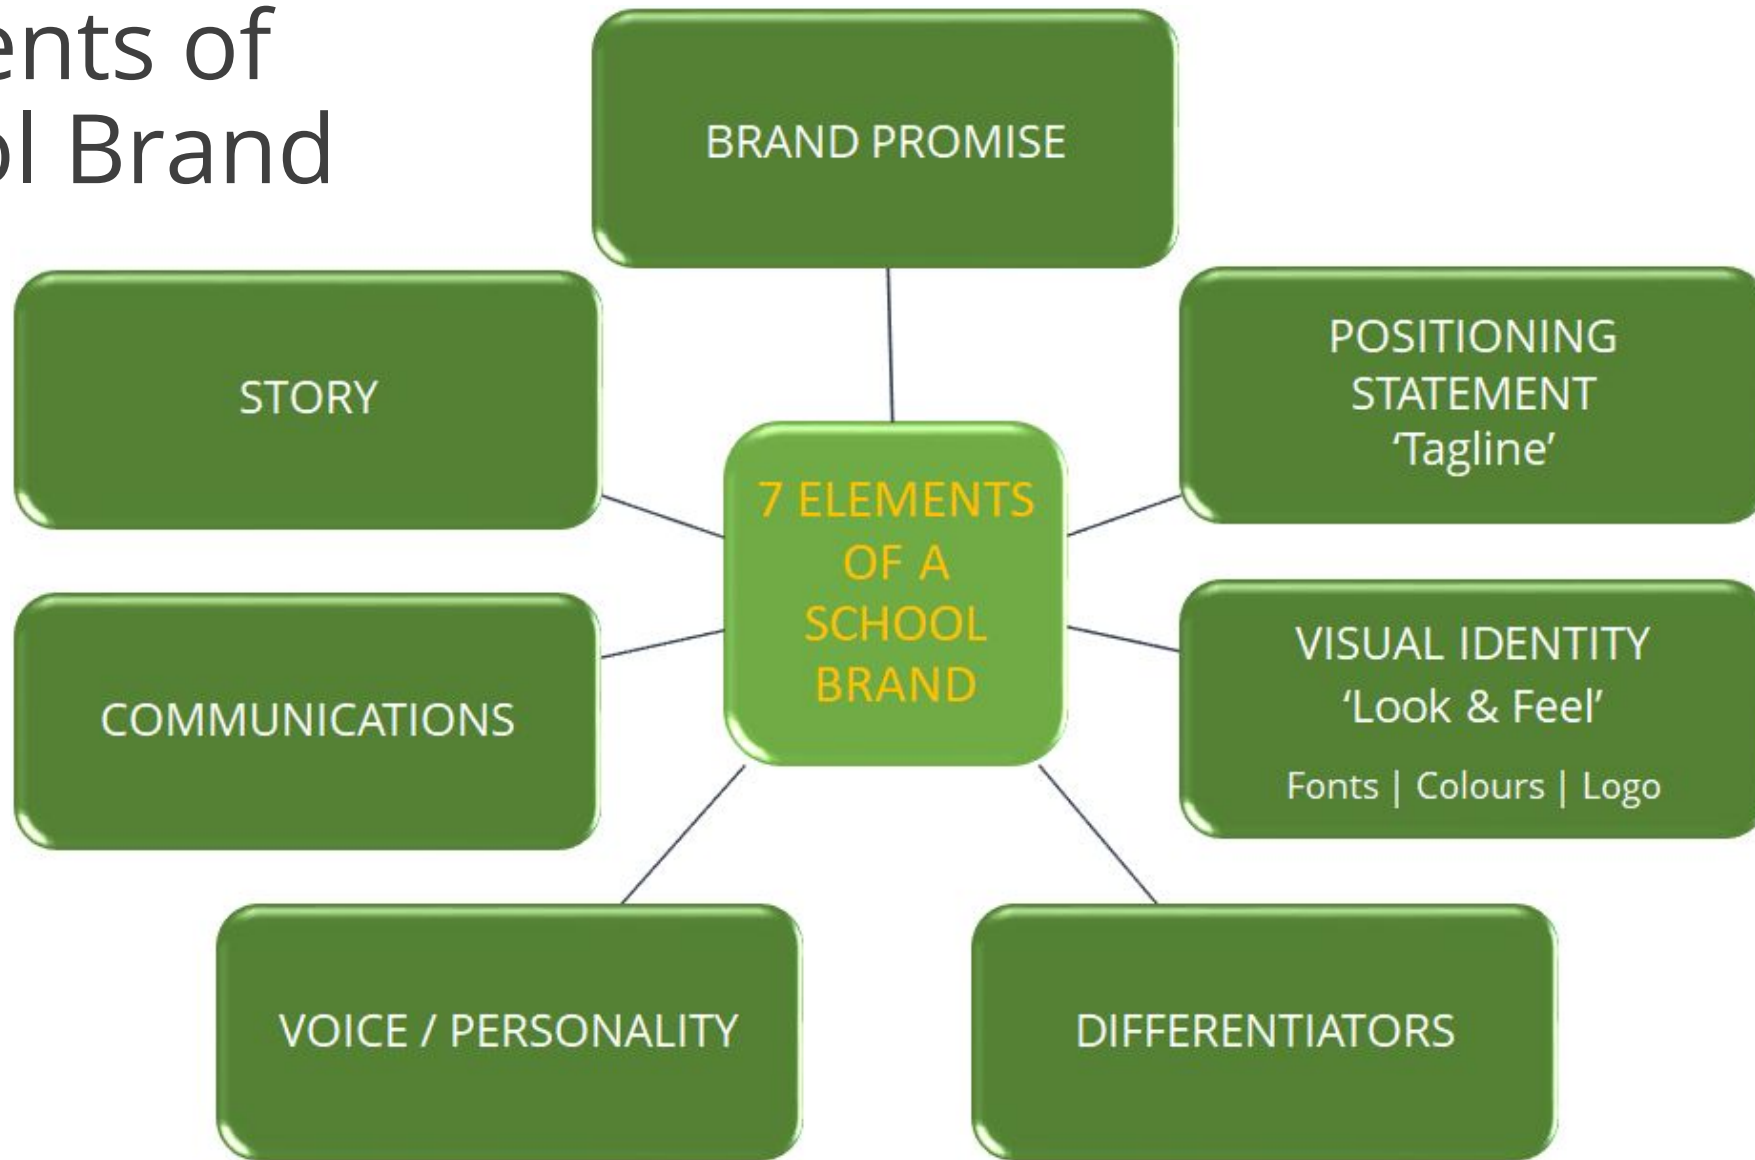 ents of
ol Brand
BRAND PROMISE
POSITIONING
STATEMENT
‘Tagline’
VISUAL IDENTITY
‘Look & Feel’
Fonts | Colours | Logo
DIFFERENTIATORS
VOICE / PERSONALITY
COMMUNICATIONS
STORY
7 ELEMENTS
OF A
SCHOOL
BRAND